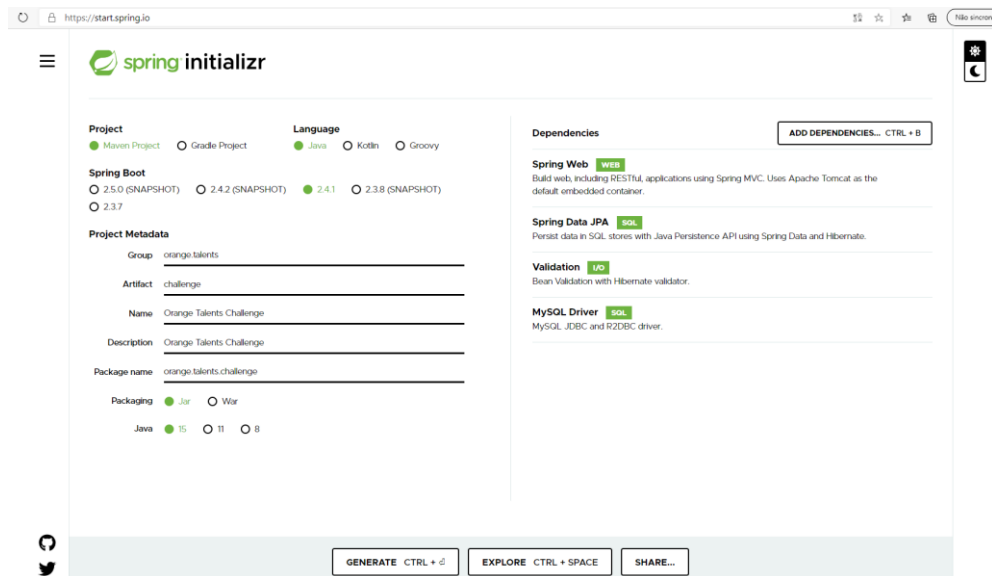 https://start.spring.io
Não sincron
spring initializr
Project
Maven Project Gradle Project
Language
Java Kotlin Groovy
Spring Boot
2.5.0 (SNAPSHOT) 2.4.2 (SNAPSHOT) 2.4.1 2.3.8 (SNAPSHOT)
2.3.7
Project Metadata
Group orange.talents
Artifact challenge
Name Orange Talents Challenge
Description Orange Talents Challenge
Package name orange.talents.challenge
Packaging Jar War
Java 15 11 8
Dependencies
ADD DEPENDENCIES... CTRL + B
Spring Web WEB
Build web, including RESTful, applications using Spring MVC. Uses Apache Tomcat as the
default embedded container.
Spring Data JPA SQL
Persist data in SQL stores with Java Persistence API using Spring Data and Hibernate.
Validation I/O
Bean Validation with Hibernate validator.
MySQL Driver SQL
MySQL JDBC and R2DBC driver.
GENERATE CTRL + ⏎
EXPLORE CTRL + SPACE
SHARE...